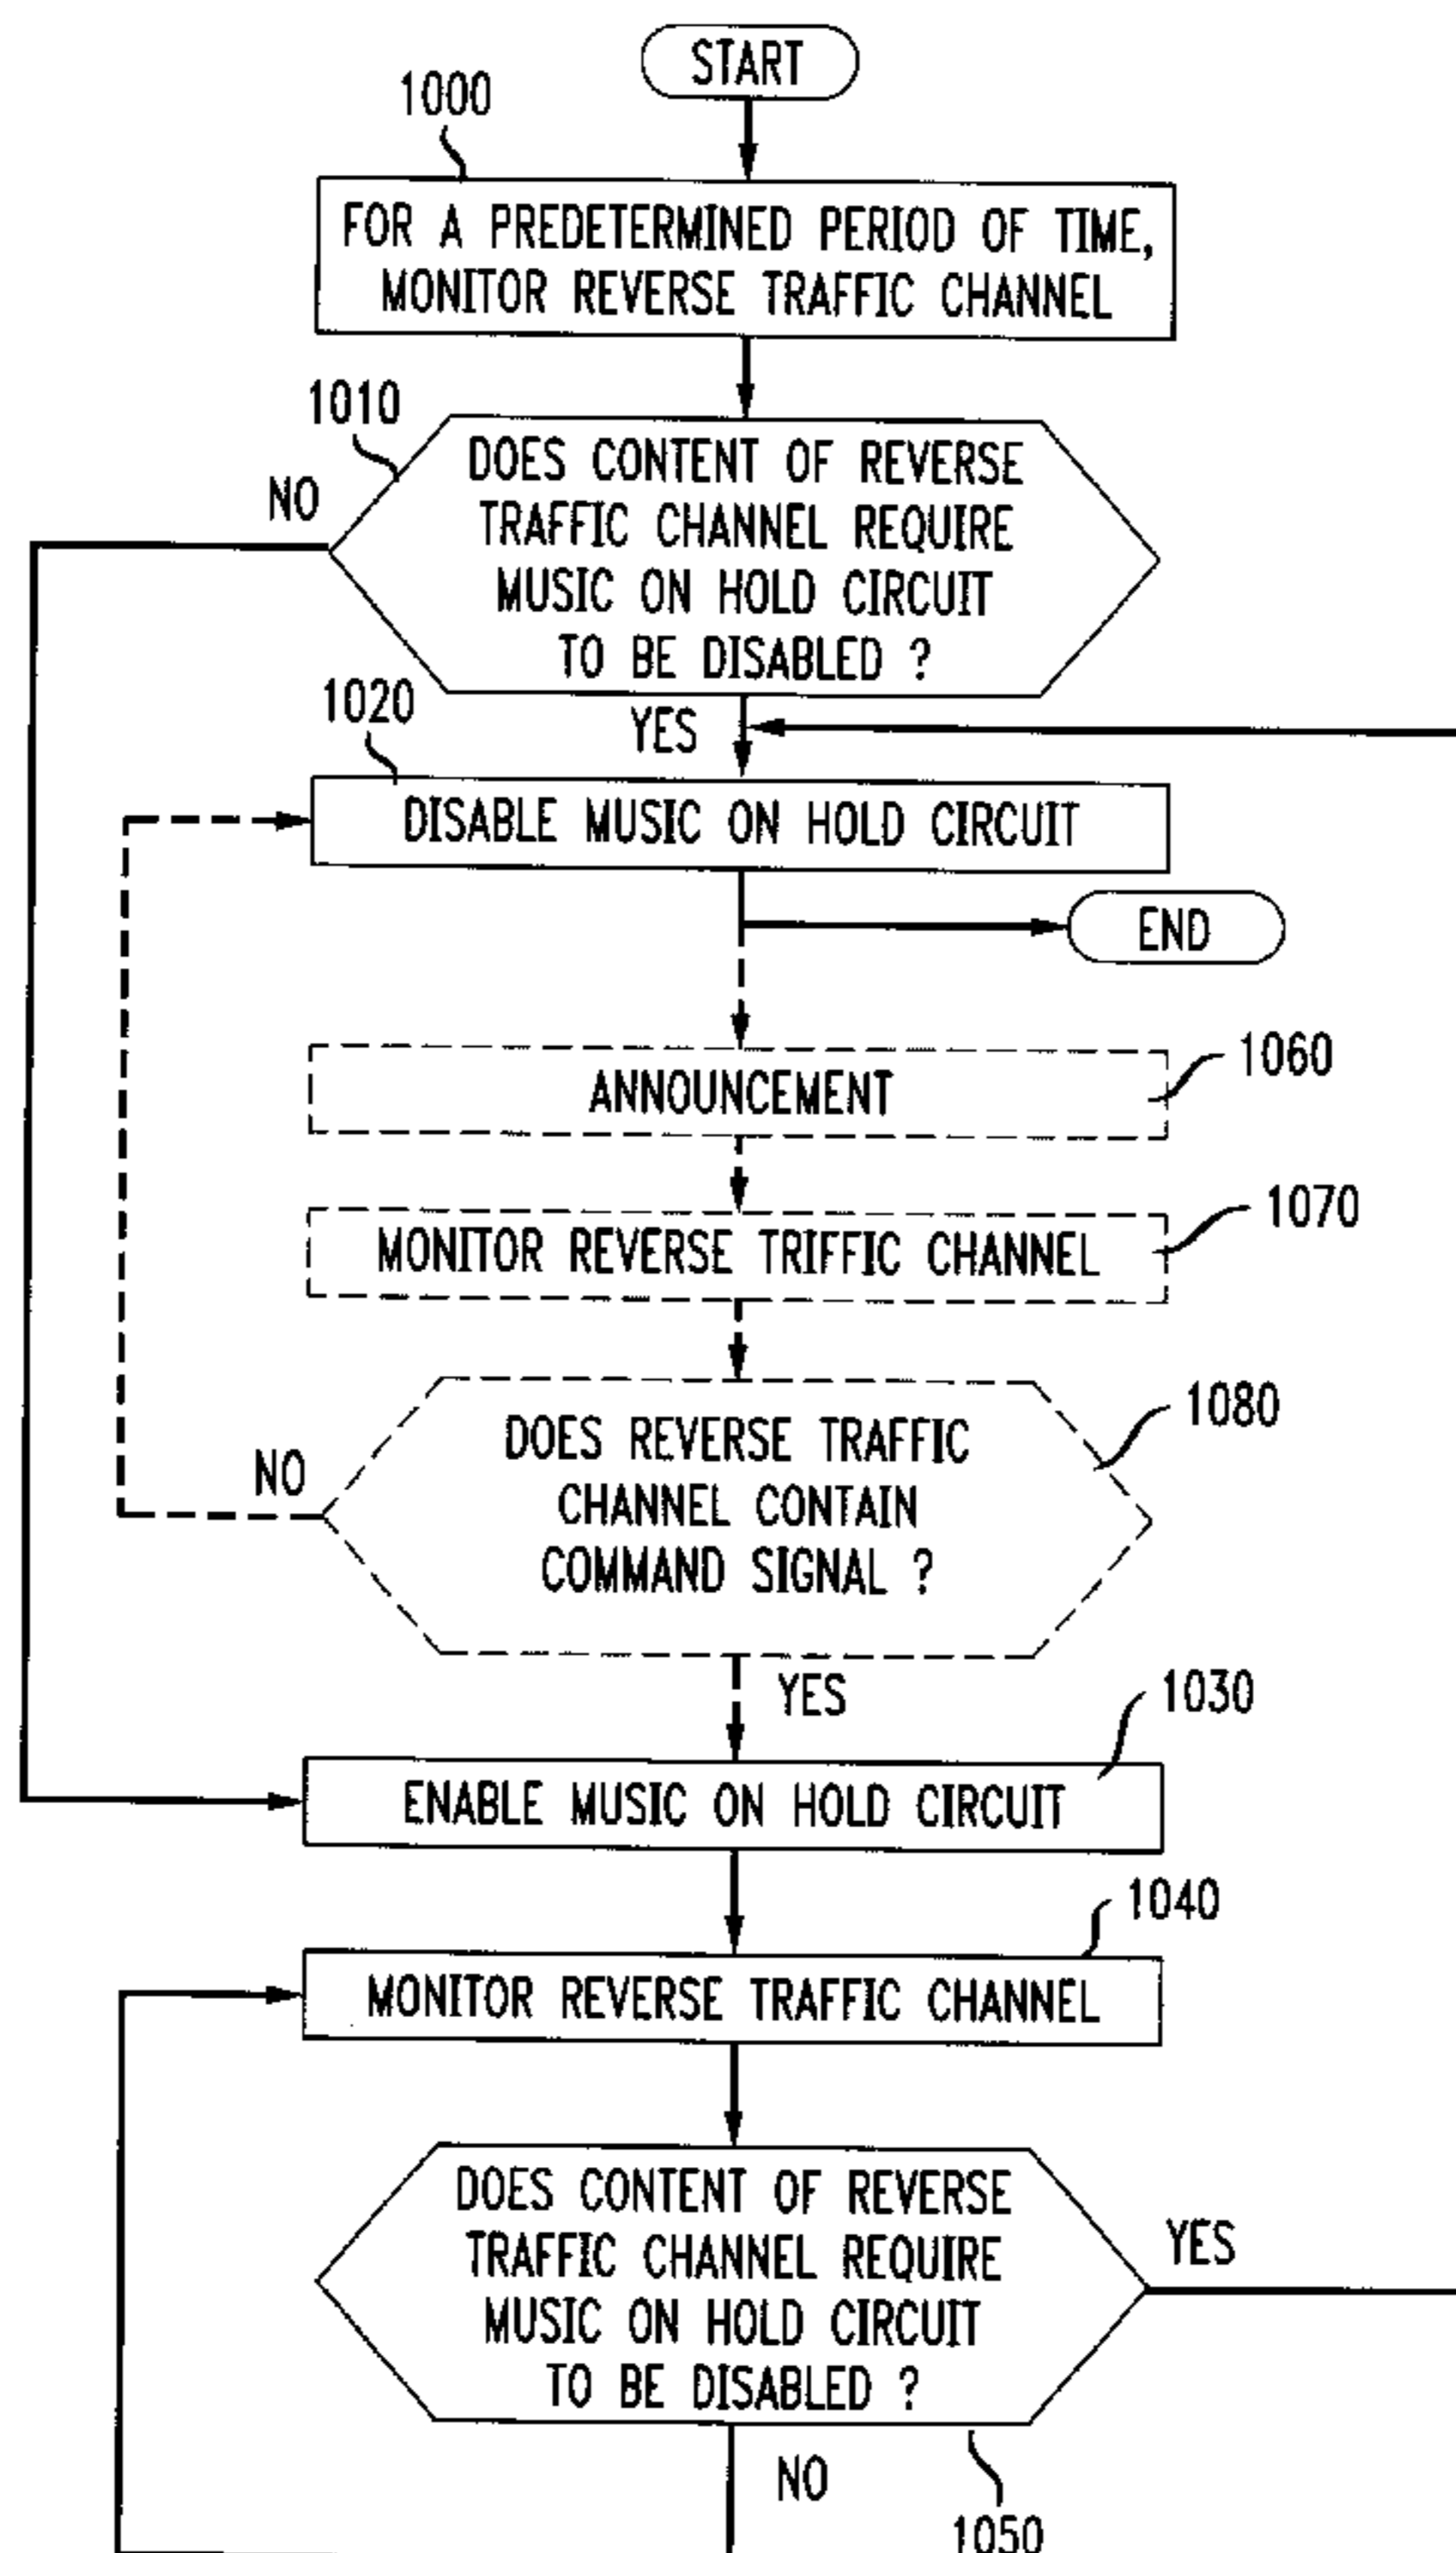 START
1000
FOR A PREDETERMINED PERIOD OF TIME,
MONITOR REVERSE TRAFFIC CHANNEL
1010
NO
DOES CONTENT OF REVERSE
TRAFFIC CHANNEL REQUIRE
MUSIC ON HOLD CIRCUIT
TO BE DISABLED ?
1020
YES
DISABLE MUSIC ON HOLD CIRCUIT
END
ANNOUNCEMENT
1060
MONITOR REVERSE TRIFFIC CHANNEL
1070
DOES REVERSE TRAFFIC
CHANNEL CONTAIN
COMMAND SIGNAL ?
1080
NO
YES
1030
ENABLE MUSIC ON HOLD CIRCUIT
1040
MONITOR REVERSE TRAFFIC CHANNEL
DOES CONTENT OF REVERSE
TRAFFIC CHANNEL REQUIRE
MUSIC ON HOLD CIRCUIT
TO BE DISABLED ?
YES
NO
1050